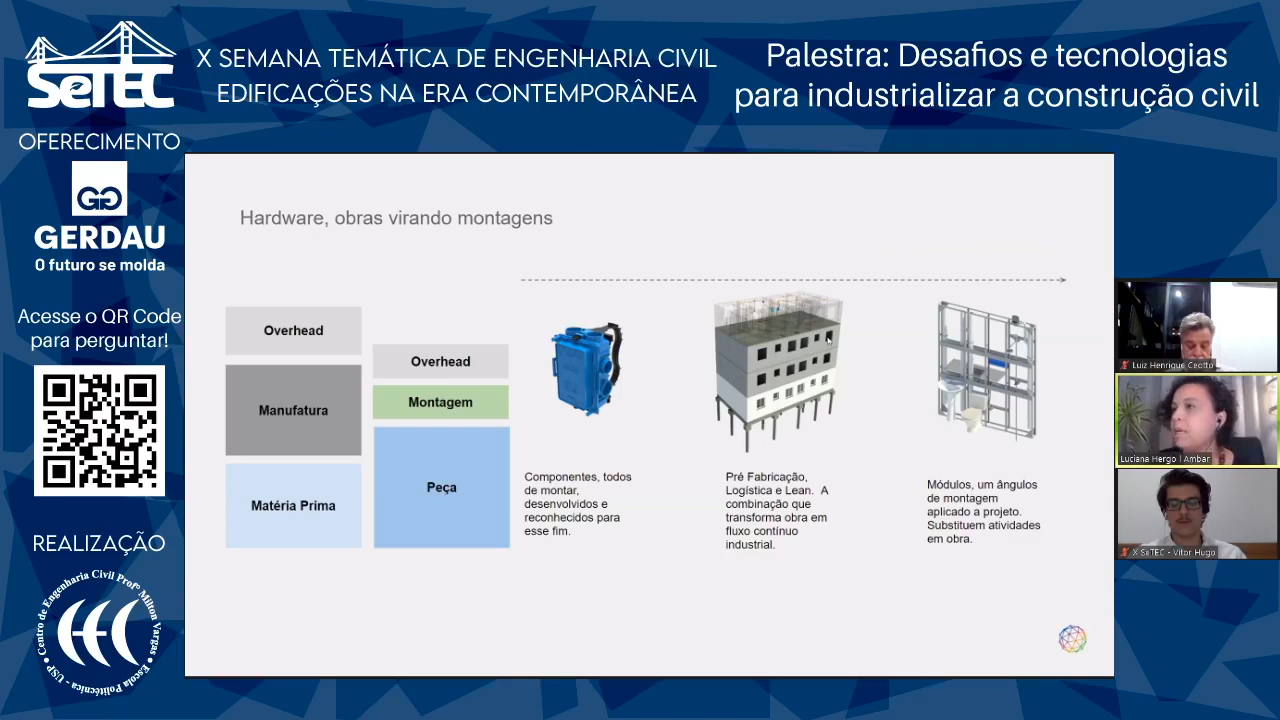 SeTEC
X SEMANA TEMÁTICA DE ENGENHARIA CIVIL
EDIFICAÇÕES NA ERA CONTEMPORÂNEA
Palestra: Desafios e tecnologias
para industrializar a construção civil
OFERECIMENTO
GG
GERDAU
O futuro se molda
Acesse o QR Code
para perguntar!
REALIZAÇÃO
Centro de Engenharia Civil Profº Milton Vargas • Escola Politécnica - USP •
CEC
Hardware, obras virando montagens
Overhead
Manufatura
Matéria Prima
Overhead
Montagem
Peça
Componentes, todos
de montar,
desenvolvidos e
reconhecidos para
esse fim.
Pré Fabricação,
Logística e Lean. A
combinação que
transforma obra em
fluxo contínuo
industrial.
Módulos, um ângulos
de montagem
aplicado a projeto.
Substituem atividades
em obra.
Luiz Henrique Ceotto
Luciana Hergo | Ambar
X SeTEC - Vitor Hugo